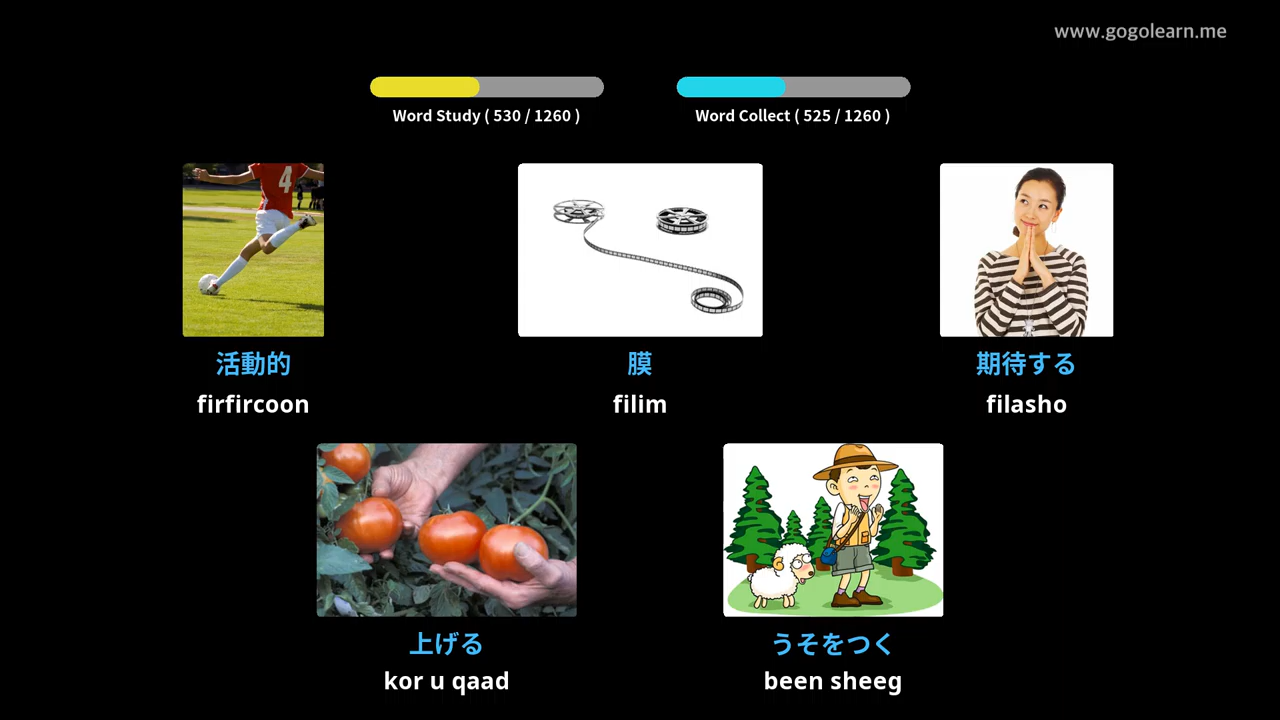 www.gogolearn.me
Word Study ( 530 / 1260 )
Word Collect ( 525 / 1260 )
4
活動的
firfircoon
膜
filim
期待する
filasho
上げる
kor u qaad
うそをつく
been sheeg